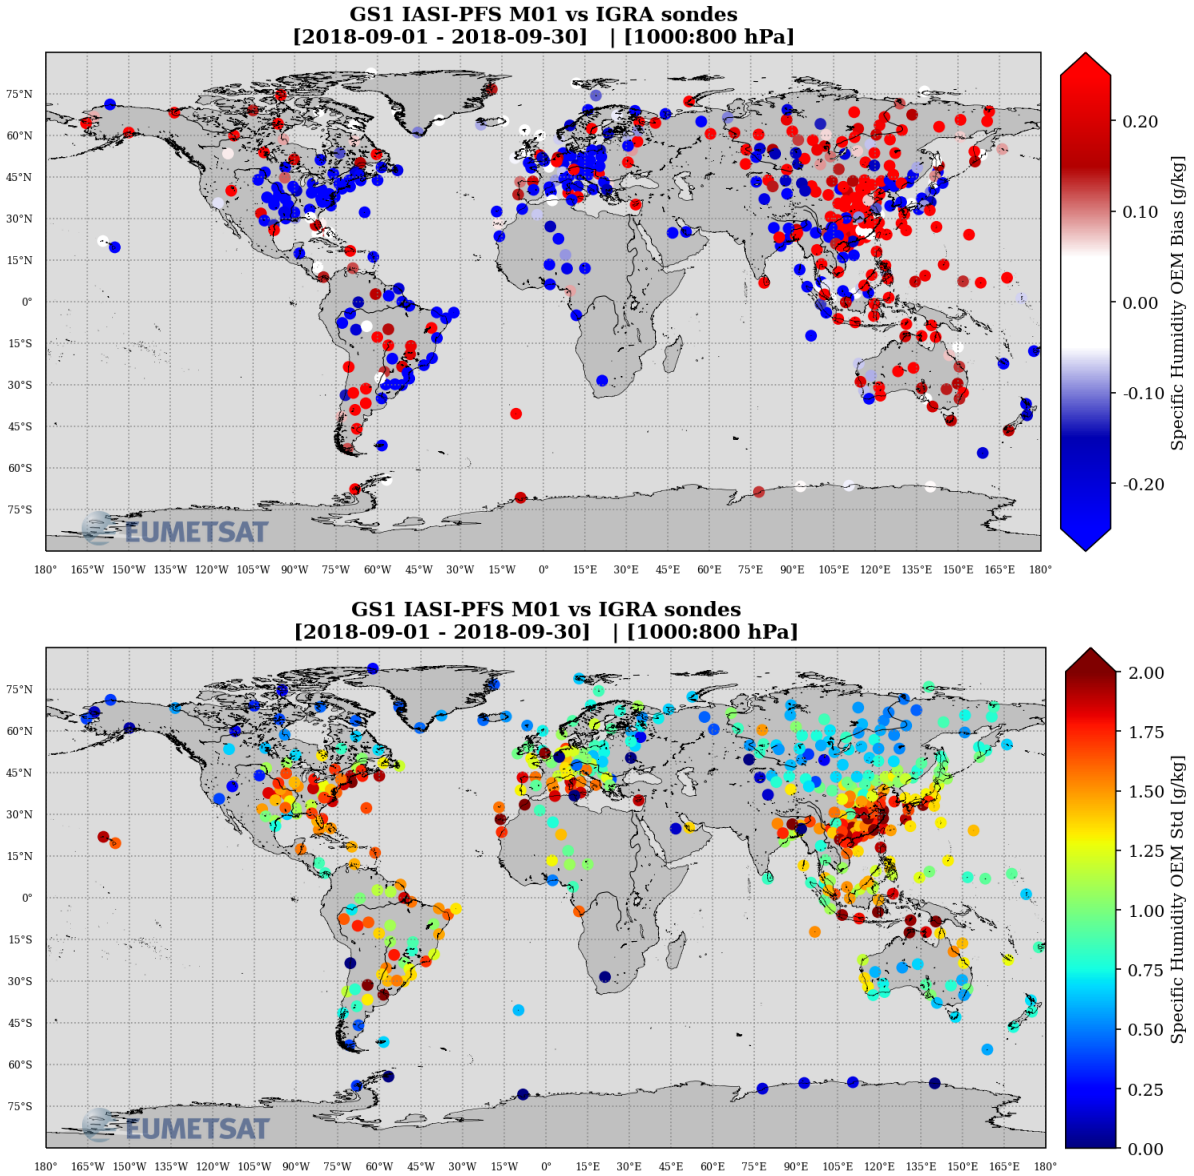 GS1 IASI-PFS M01 vs IGRA sondes
[2018-09-01 - 2018-09-30] | [1000:800 hPa]
75°N
60°N
45°N
30°N
15°N
0°
15°S
30°S
45°S
60°S
75°S
EUMETSAT
180° 165°W 150°W 135°W 120°W 105°W 90°W 75°W 60°W 45°W 30°W 15°W 0° 15°E 30°E 45°E 60°E 75°E 90°E 105°E 120°E 135°E 150°E 165°E 180°
0.20
0.10
0.00
-0.10
-0.20
Specific Humidity OEM Bias [g/kg]
GS1 IASI-PFS M01 vs IGRA sondes
[2018-09-01 - 2018-09-30] | [1000:800 hPa]
75°N
60°N
45°N
30°N
15°N
0°
15°S
30°S
45°S
60°S
75°S
EUMETSAT
180° 165°W 150°W 135°W 120°W 105°W 90°W 75°W 60°W 45°W 30°W 15°W 0° 15°E 30°E 45°E 60°E 75°E 90°E 105°E 120°E 135°E 150°E 165°E 180°
2.00
1.75
1.50
1.25
1.00
0.75
0.50
0.25
0.00
Specific Humidity OEM Std [g/kg]